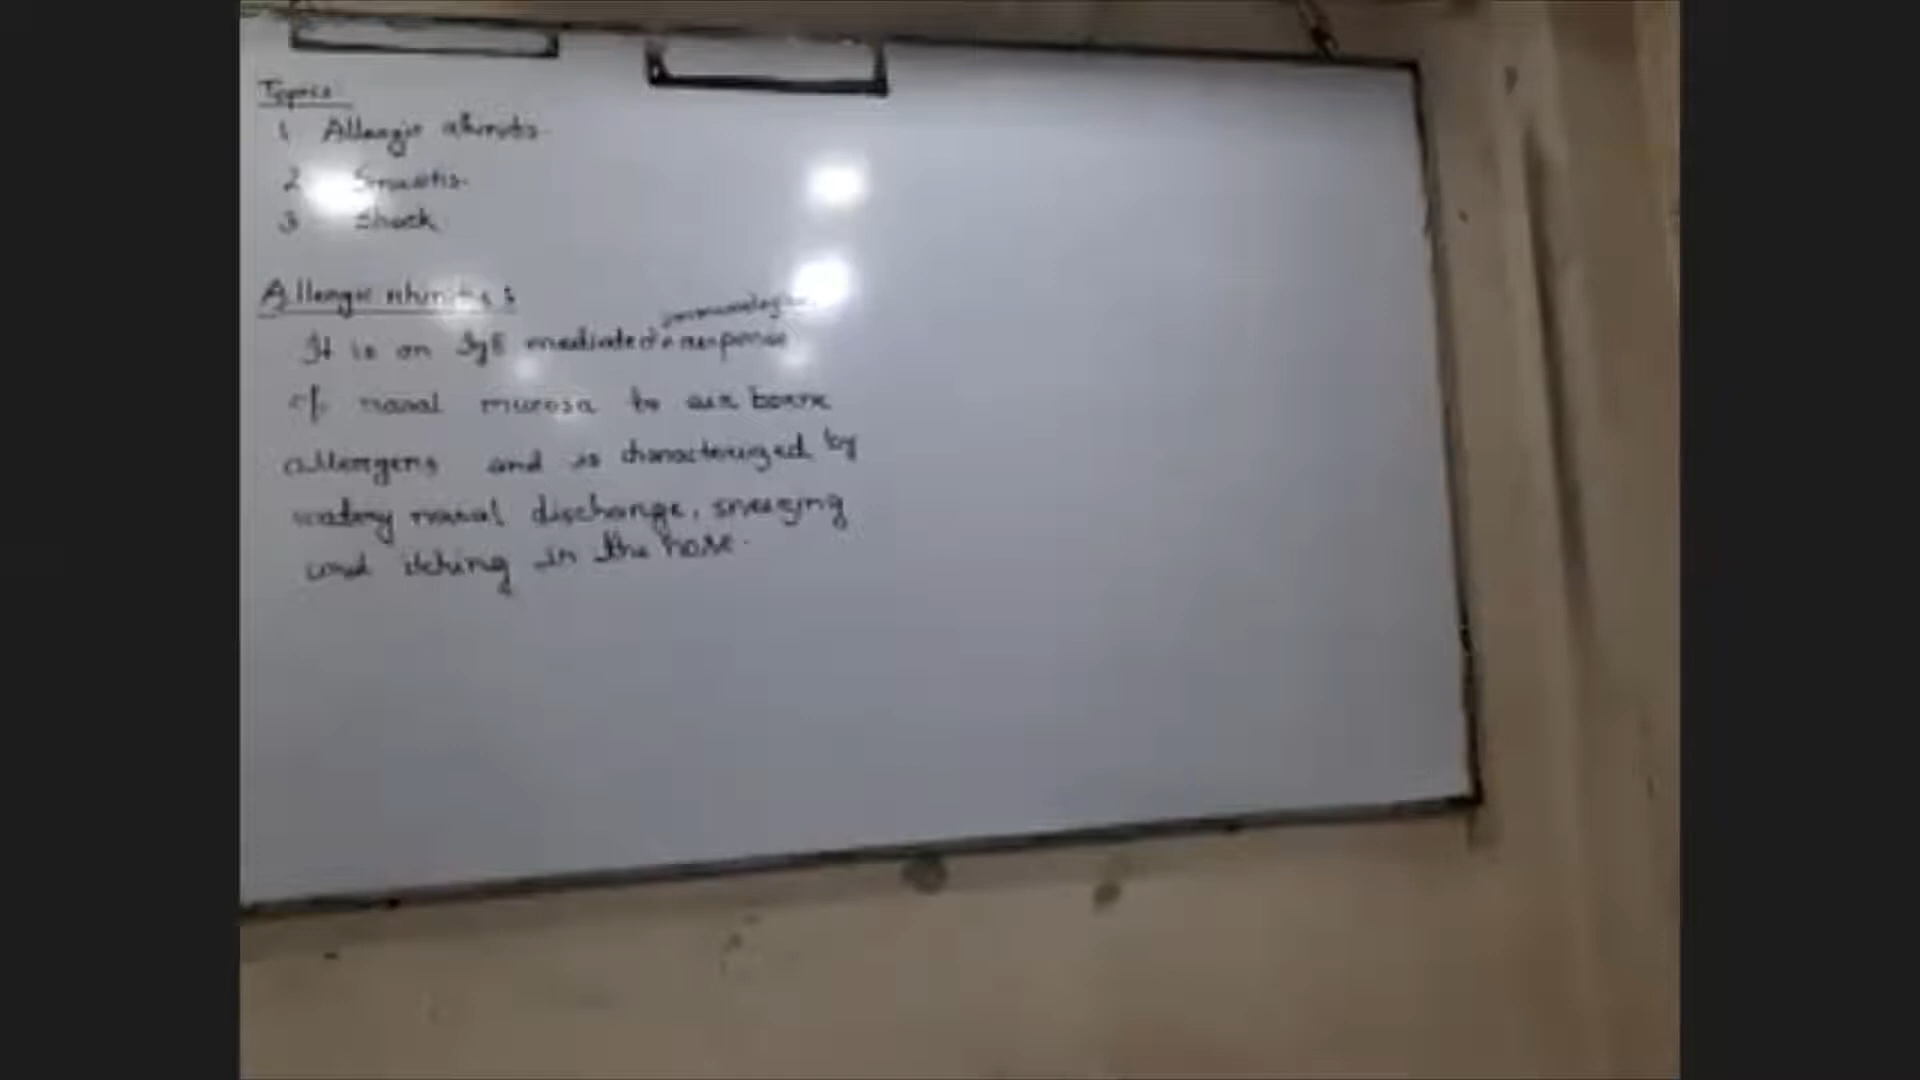 Topics
1 Allergic rhinitis
2 Sinusitis
3 Shock
Allergic rhinitis :
It is an IgE mediated immunologic response
of nasal mucosa to air borne
allergens and is characterized by
watery nasal discharge, sneezing
and itching in the nose.